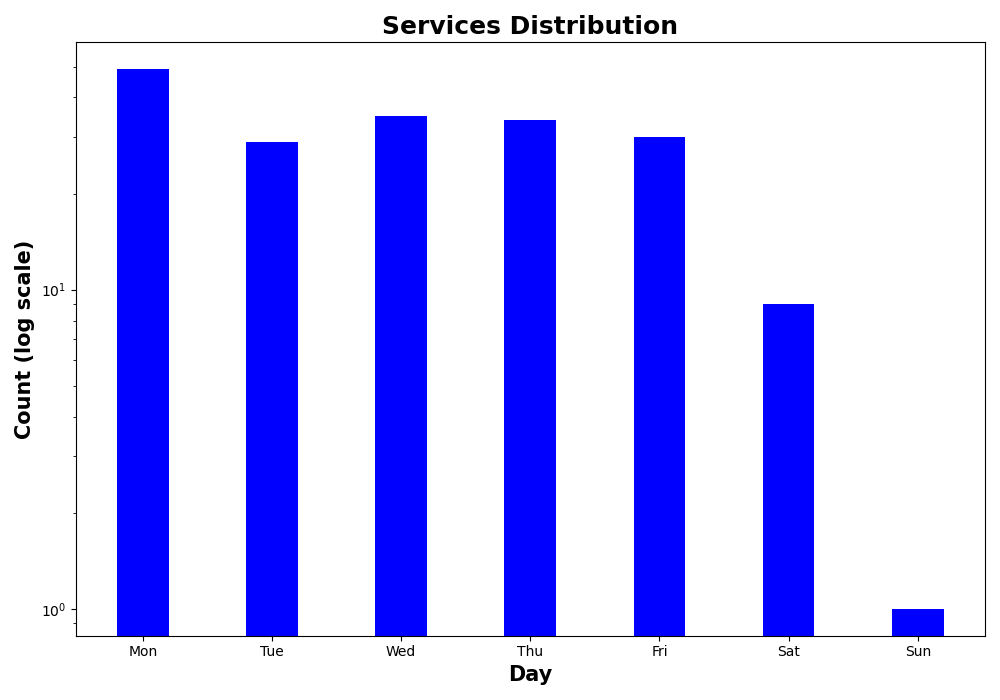 Services Distribution
Count (log scale)
10¹
10⁰
Mon Tue Wed Thu Fri Sat Sun
Day